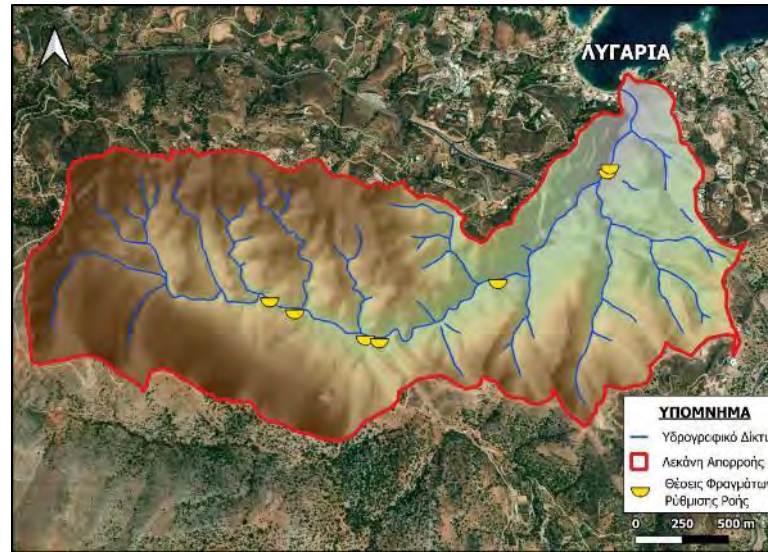 ΛΥΓΑΡΙΑ
ΥΠΟΜΝΗΜΑ
Υδρογραφικό Δίκτυ
Λεκάνη Απορροής
Θέσεις Φραγμάτων
Ρύθμισης Ροής
0 250 500 m